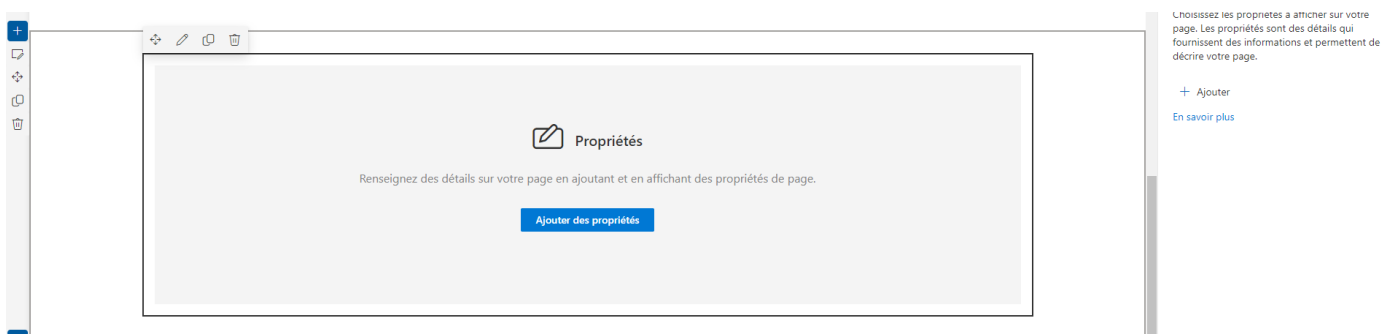 Choisissez les propriétés à afficher sur votre
page. Les propriétés sont des détails qui
fournissent des informations et permettent de
décrire votre page.
Ajouter
En savoir plus
Propriétés
Renseignez des détails sur votre page en ajoutant et en affichant des propriétés de page.
Ajouter des propriétés